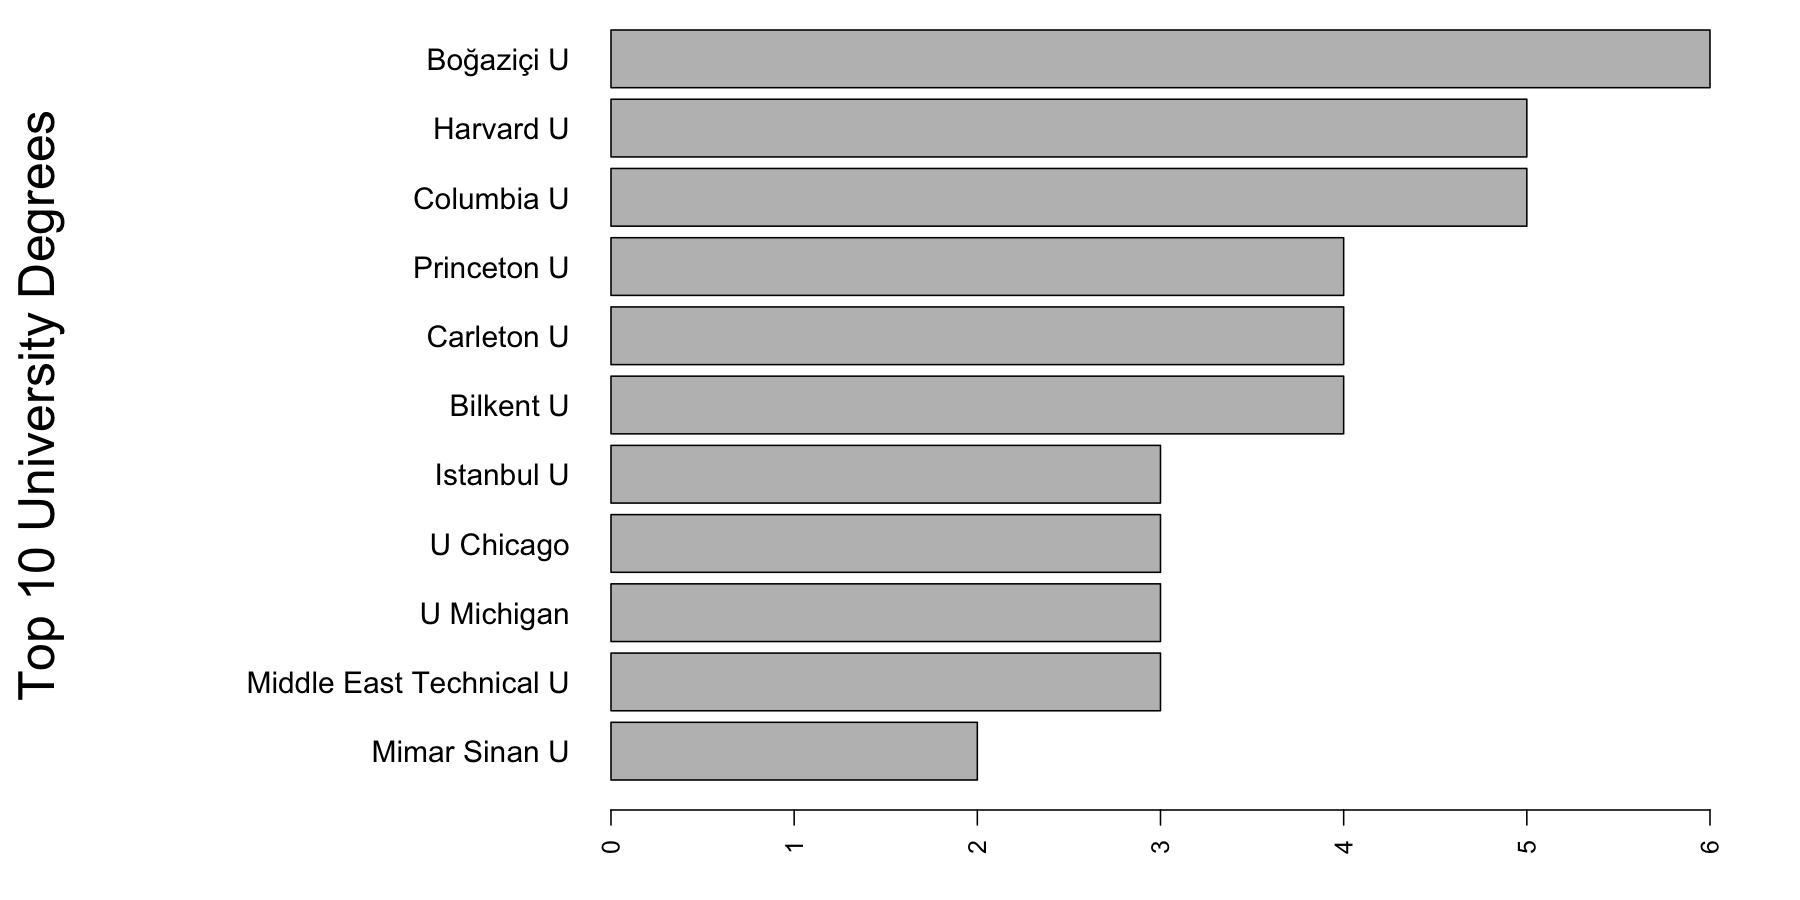 Top 10 University Degrees
Boğaziçi U
Harvard U
Columbia U
Princeton U
Carleton U
Bilkent U
Istanbul U
U Chicago
U Michigan
Middle East Technical U
Mimar Sinan U
0 1 2 3 4 5 6